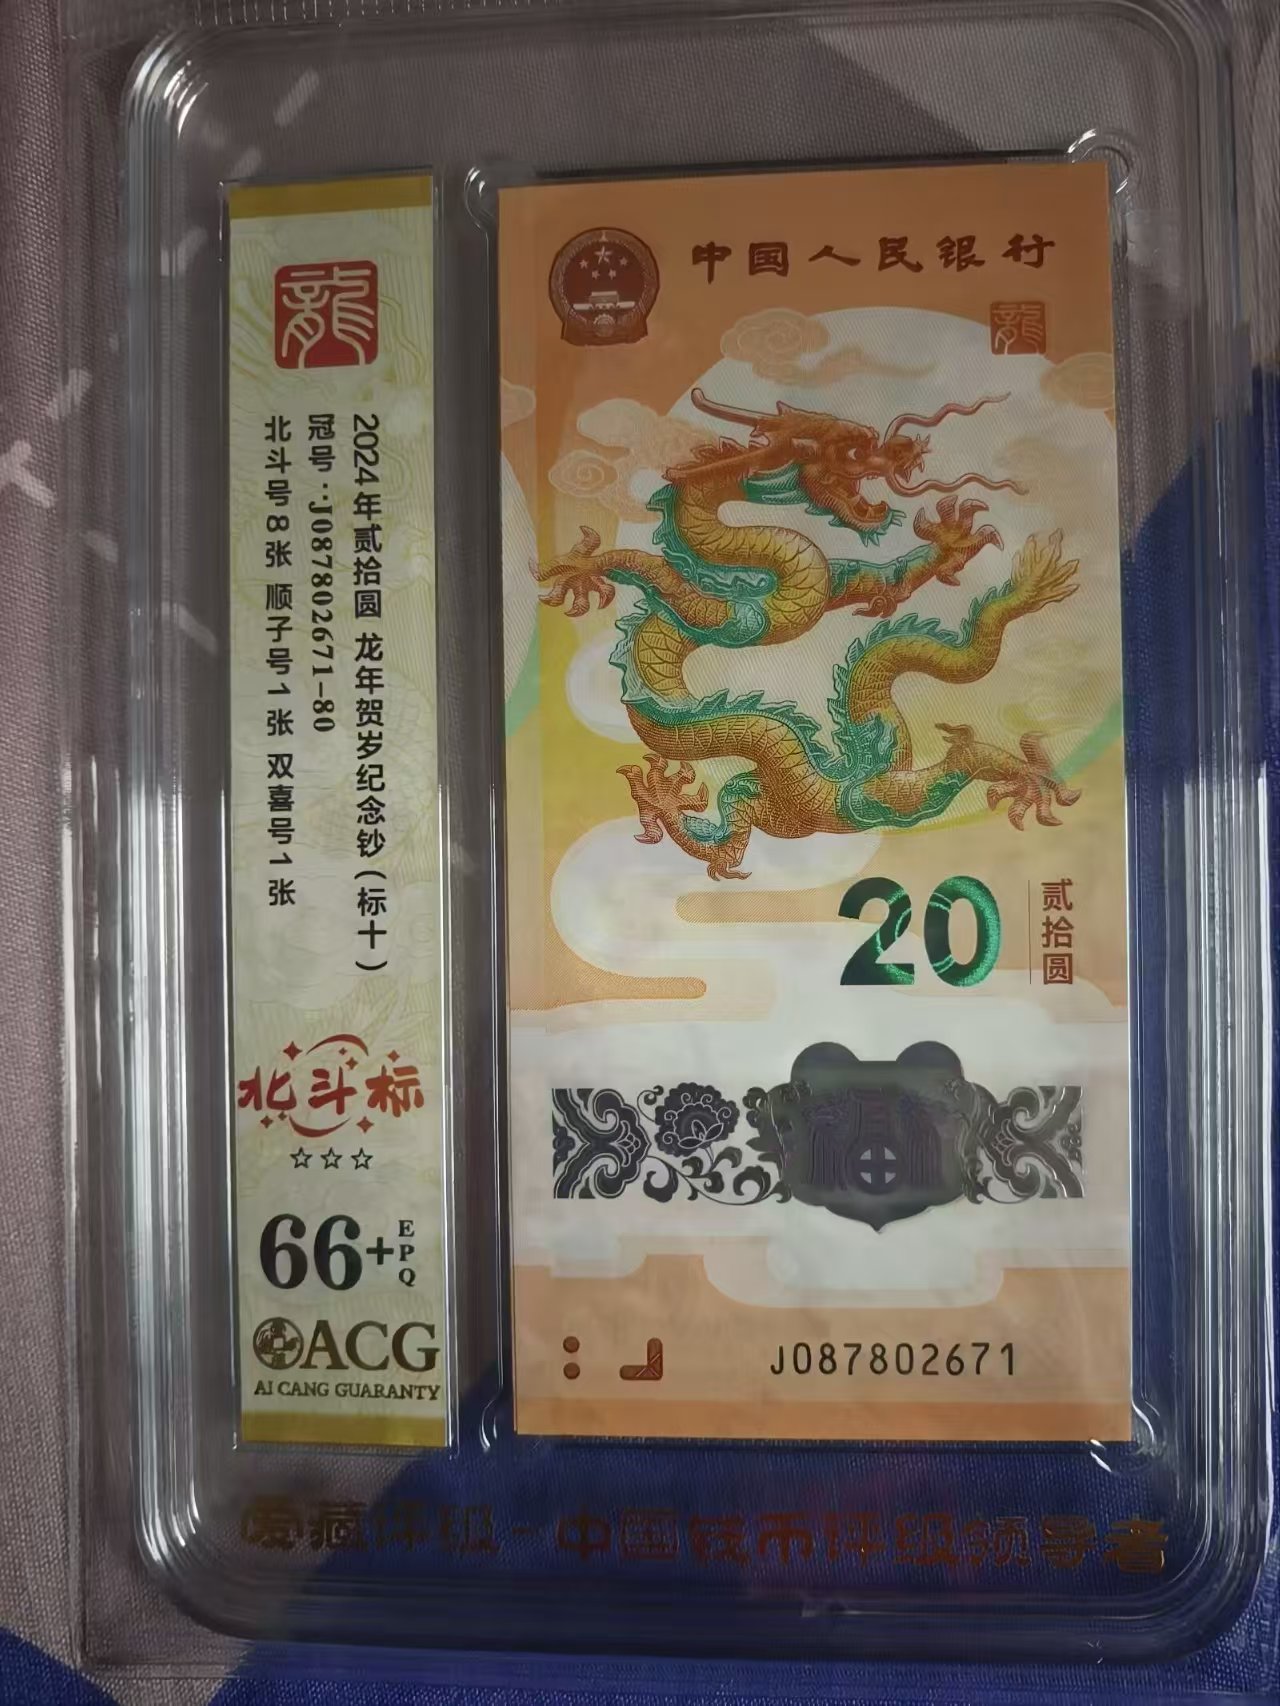 龍
2024年贰拾圆 龙年贺岁纪念钞(标十)
冠号:J087802671-80
北斗号8张 顺子号1张 双喜号1张
北斗标
66+EPQ
ACG
AI CANG GUARANTY
中国人民银行
龍
20
贰拾圆
J087802671
爱藏评级-中国钱币评级领导者